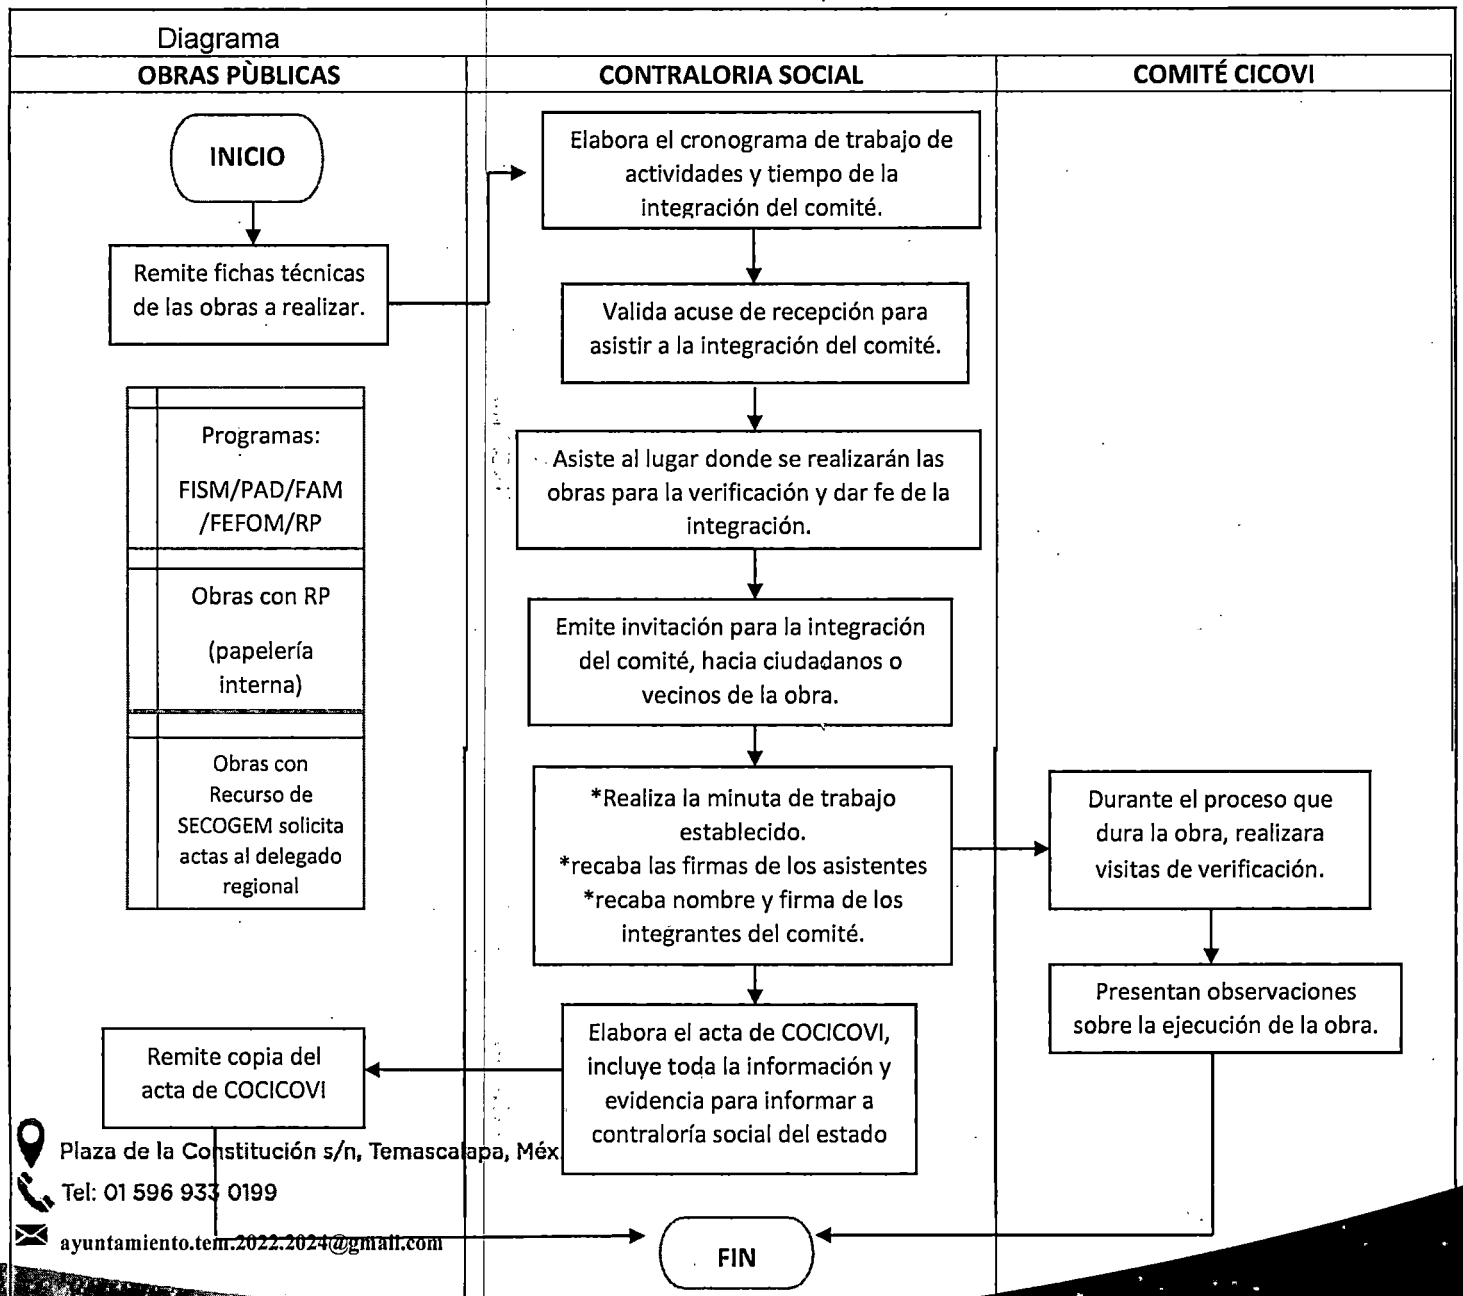 Diagrama
OBRAS PÙBLICAS
CONTRALORIA SOCIAL
COMITÉ CICOVI
INICIO
Remite fichas técnicas
de las obras a realizar.
Programas:
FISM/PAD/FAM
/FEFOM/RP
Obras con RP
(papelería
interna)
Obras con
Recurso de
SECOGEM solicita
actas al delegado
regional
Elabora el cronograma de trabajo de
actividades y tiempo de la
integración del comité.
Valida acuse de recepción para
asistir a la integración del comité.
Asiste al lugar donde se realizarán las
obras para la verificación y dar fe de la
integración.
Emite invitación para la integración
del comité, hacia ciudadanos o
vecinos de la obra.
*Realiza la minuta de trabajo
establecido.
*recaba las firmas de los asistentes
*recaba nombre y firma de los
integrantes del comité.
Durante el proceso que
dura la obra, realizara
visitas de verificación.
Presentan observaciones
sobre la ejecución de la obra.
Elabora el acta de COCICOVI,
incluye toda la información y
evidencia para informar a
contraloría social del estado
Remite copia del
acta de COCICOVI
Plaza de la Constitución s/n, Temascalapa, Méx
Tel: 01 596 933 0199
ayuntamiento.tem.2022.2024@gmail.com
FIN